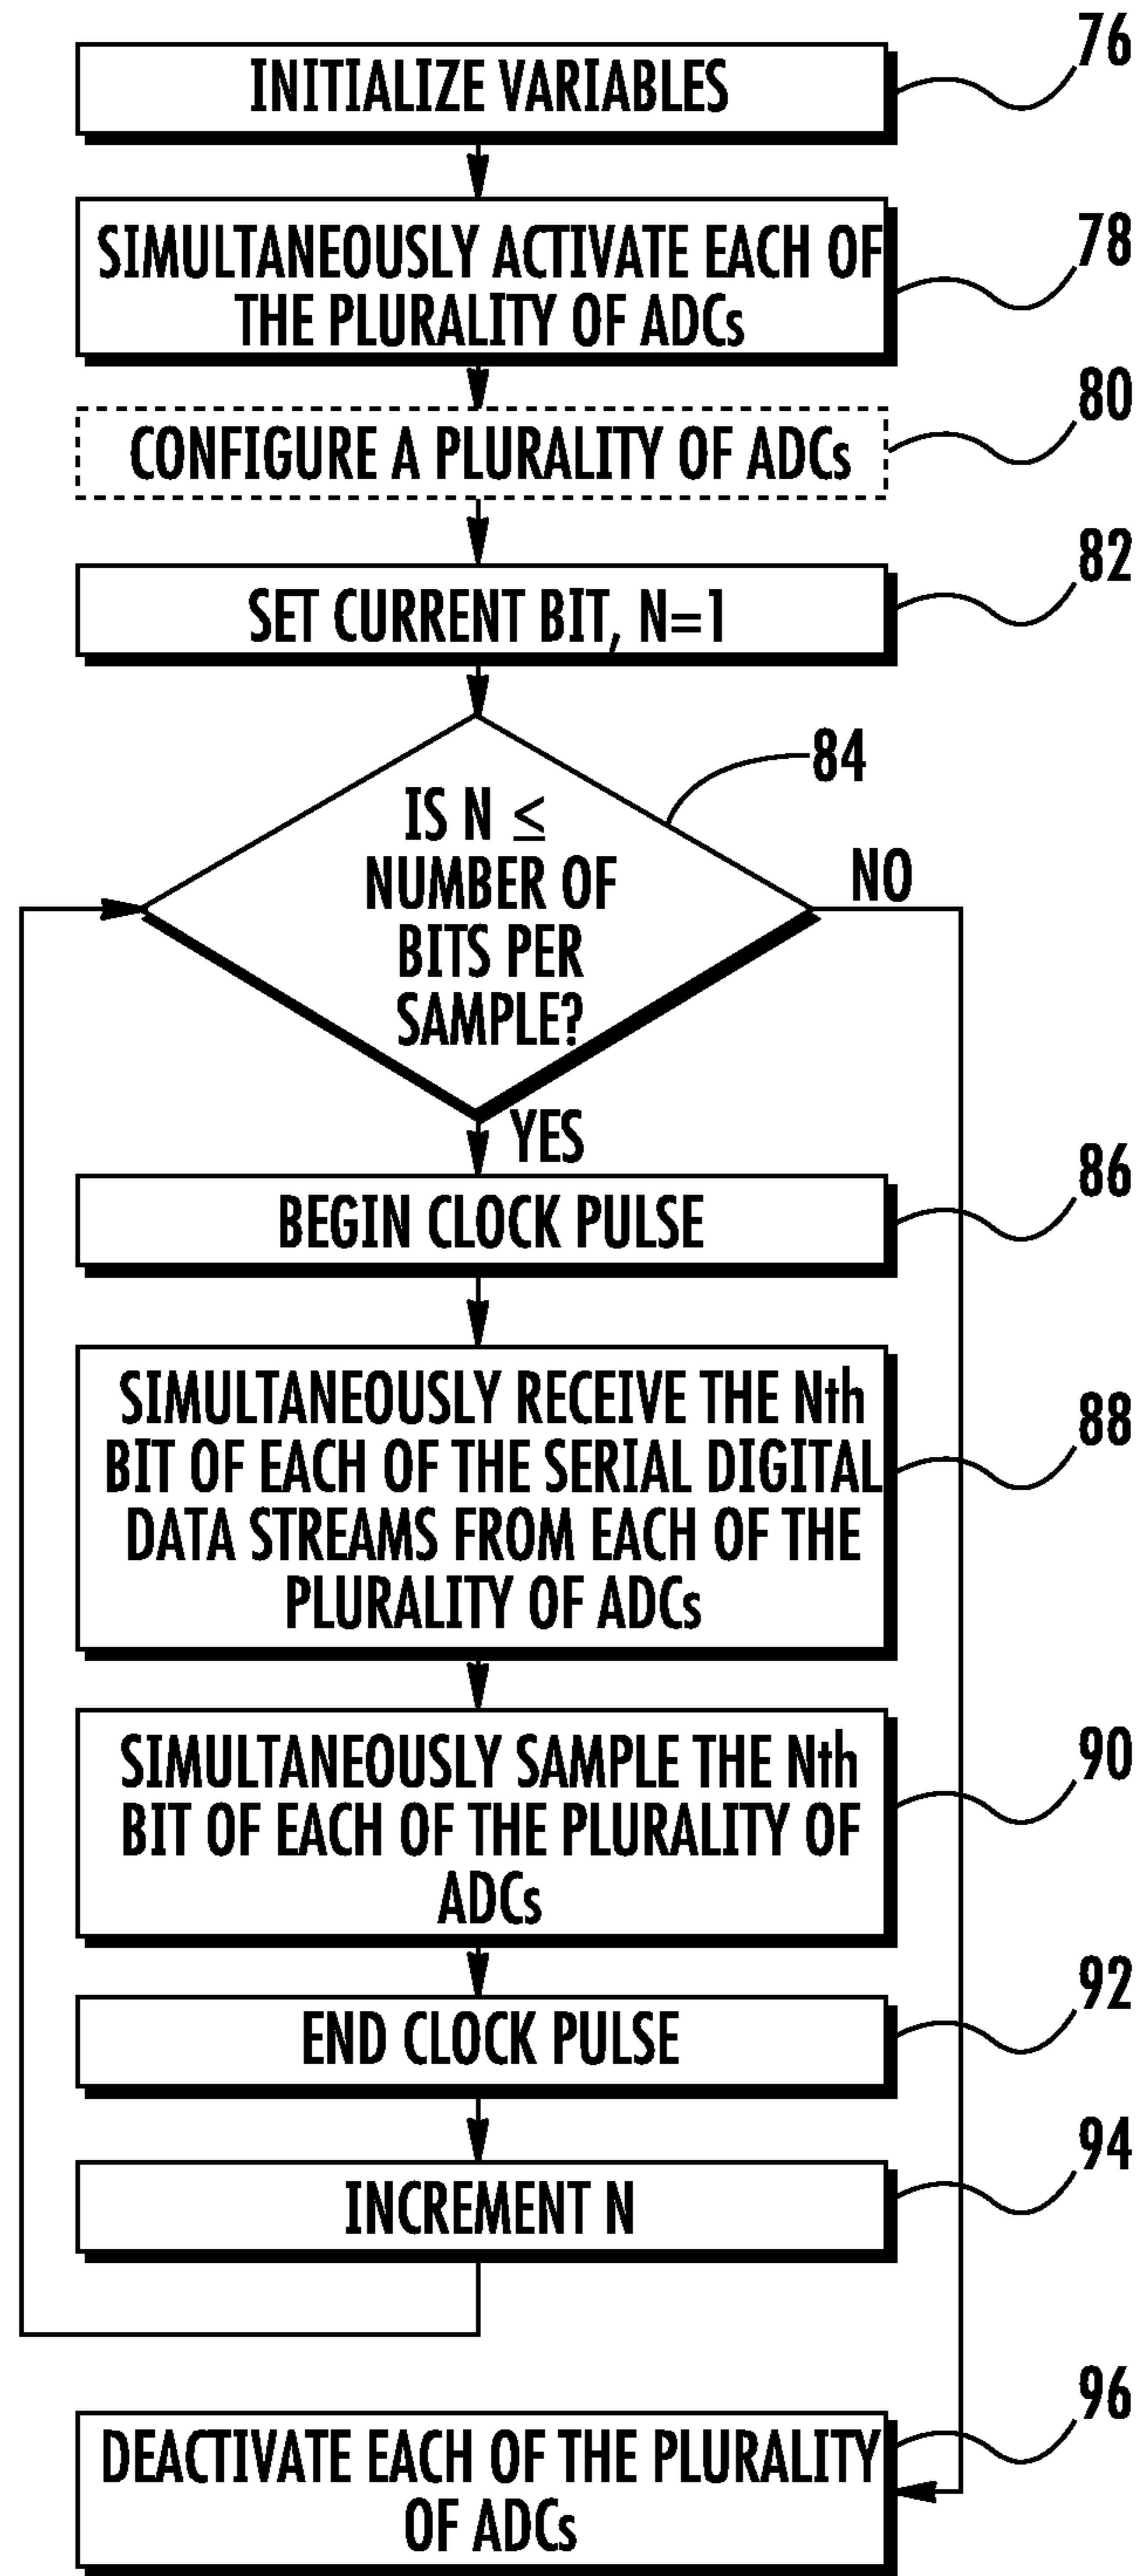 INITIALIZE VARIABLES
76
SIMULTANEOUSLY ACTIVATE EACH OF
THE PLURALITY OF ADCs
78
CONFIGURE A PLURALITY OF ADCs
80
SET CURRENT BIT, N=1
82
IS N ≤
NUMBER OF
BITS PER
SAMPLE?
84
NO
YES
BEGIN CLOCK PULSE
86
SIMULTANEOUSLY RECEIVE THE Nth
BIT OF EACH OF THE SERIAL DIGITAL
DATA STREAMS FROM EACH OF THE
PLURALITY OF ADCs
88
SIMULTANEOUSLY SAMPLE THE Nth
BIT OF EACH OF THE PLURALITY OF
ADCs
90
END CLOCK PULSE
92
INCREMENT N
94
DEACTIVATE EACH OF THE PLURALITY
OF ADCs
96